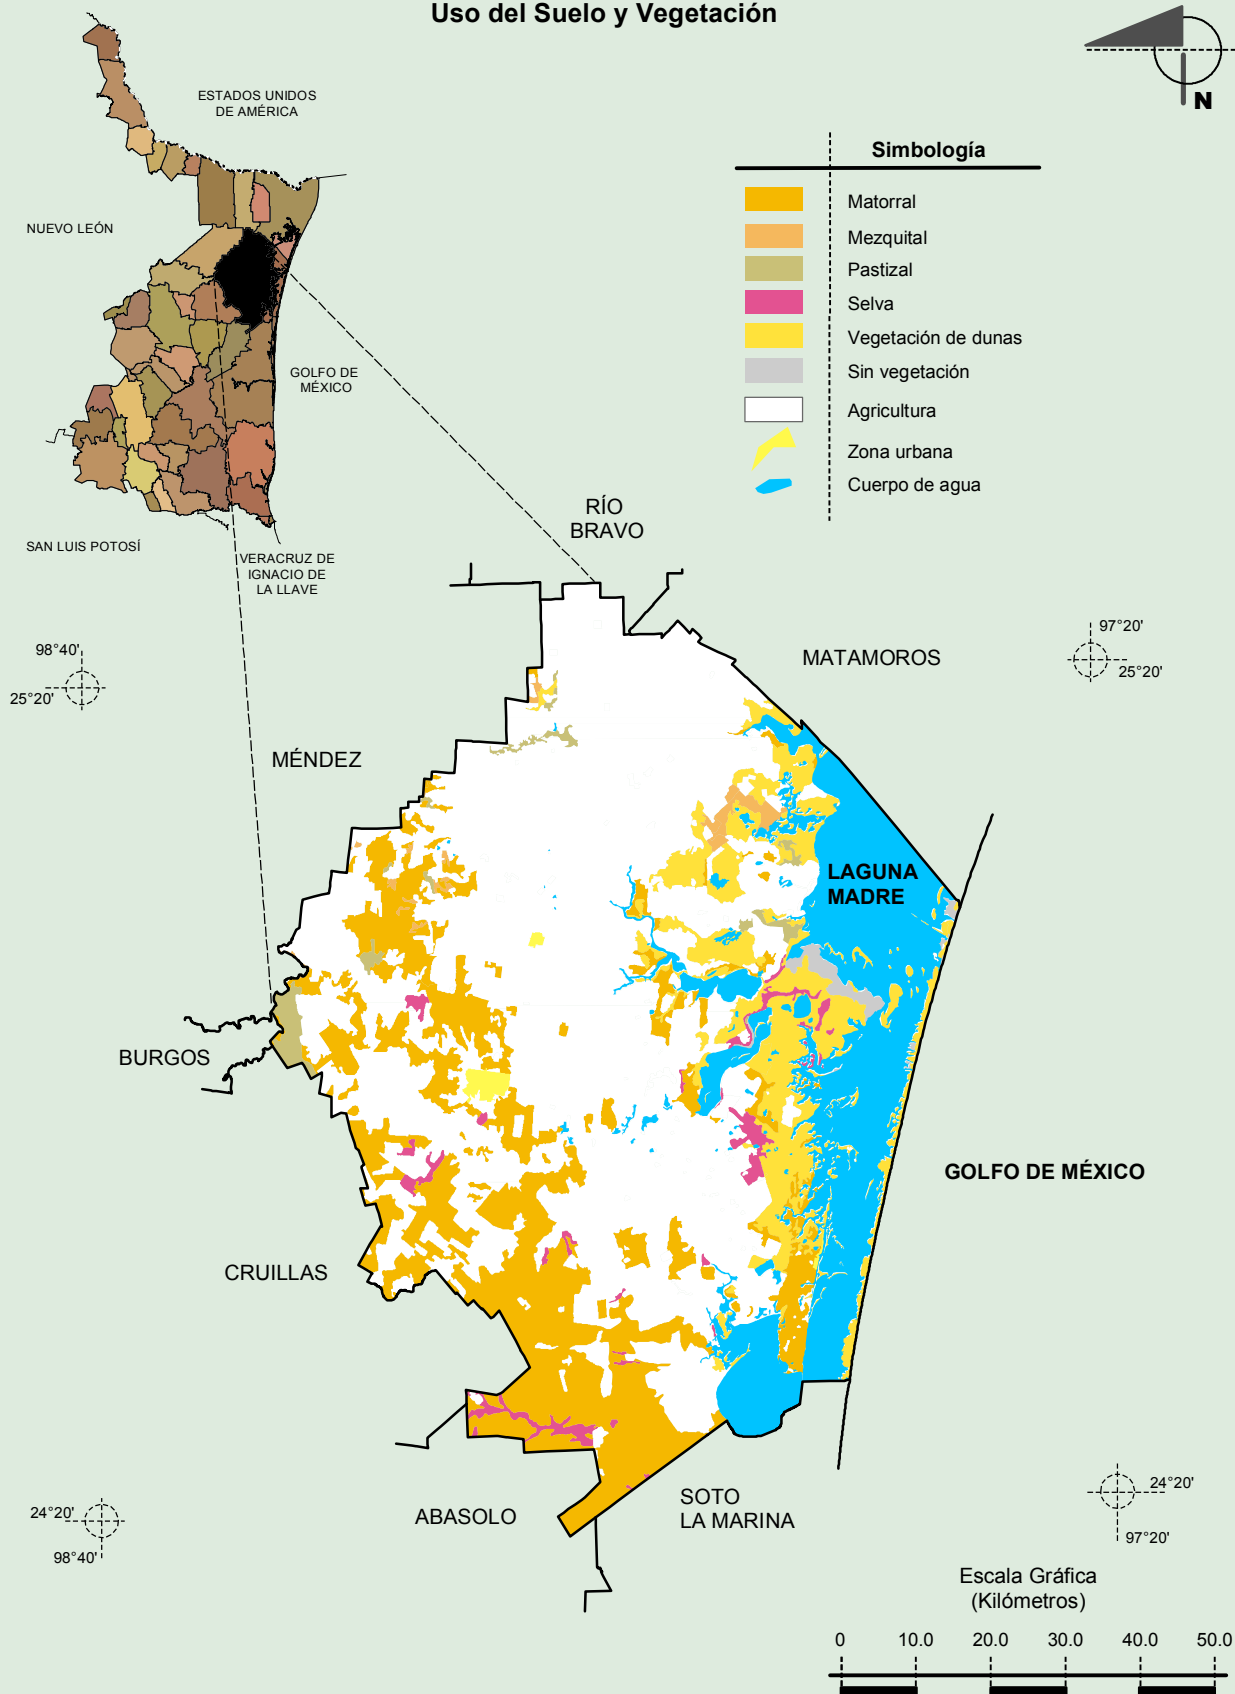 Uso del Suelo y Vegetación
N
ESTADOS UNIDOS
DE AMÉRICA
NUEVO LEÓN
GOLFO DE
MÉXICO
SAN LUIS POTOSÍ
VERACRUZ DE
IGNACIO DE
LA LLAVE
Simbología
Matorral
Mezquital
Pastizal
Selva
Vegetación de dunas
Sin vegetación
Agricultura
Zona urbana
Cuerpo de agua
RÍO
BRAVO
98°40'
25°20'
97°20'
25°20'
MATAMOROS
MÉNDEZ
LAGUNA
MADRE
BURGOS
GOLFO DE MÉXICO
CRUILLAS
ABASOLO
SOTO
LA MARINA
24°20'
98°40'
24°20'
97°20'
Escala Gráfica
(Kilómetros)
0 10.0 20.0 30.0 40.0 50.0